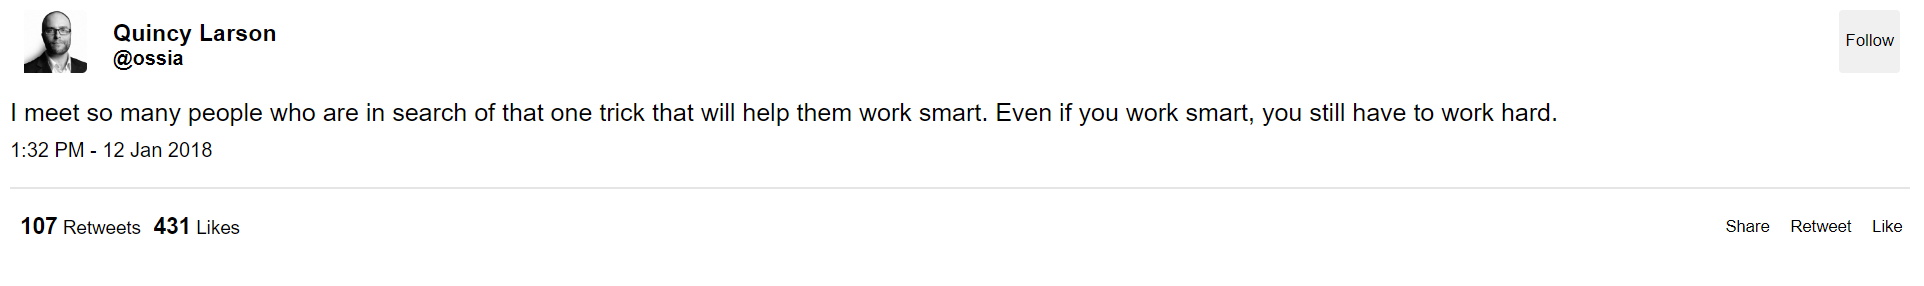 Quincy Larson
@ossia
Follow
I meet so many people who are in search of that one trick that will help them work smart. Even if you work smart, you still have to work hard.
1:32 PM - 12 Jan 2018
107 Retweets 431 Likes
Share Retweet Like